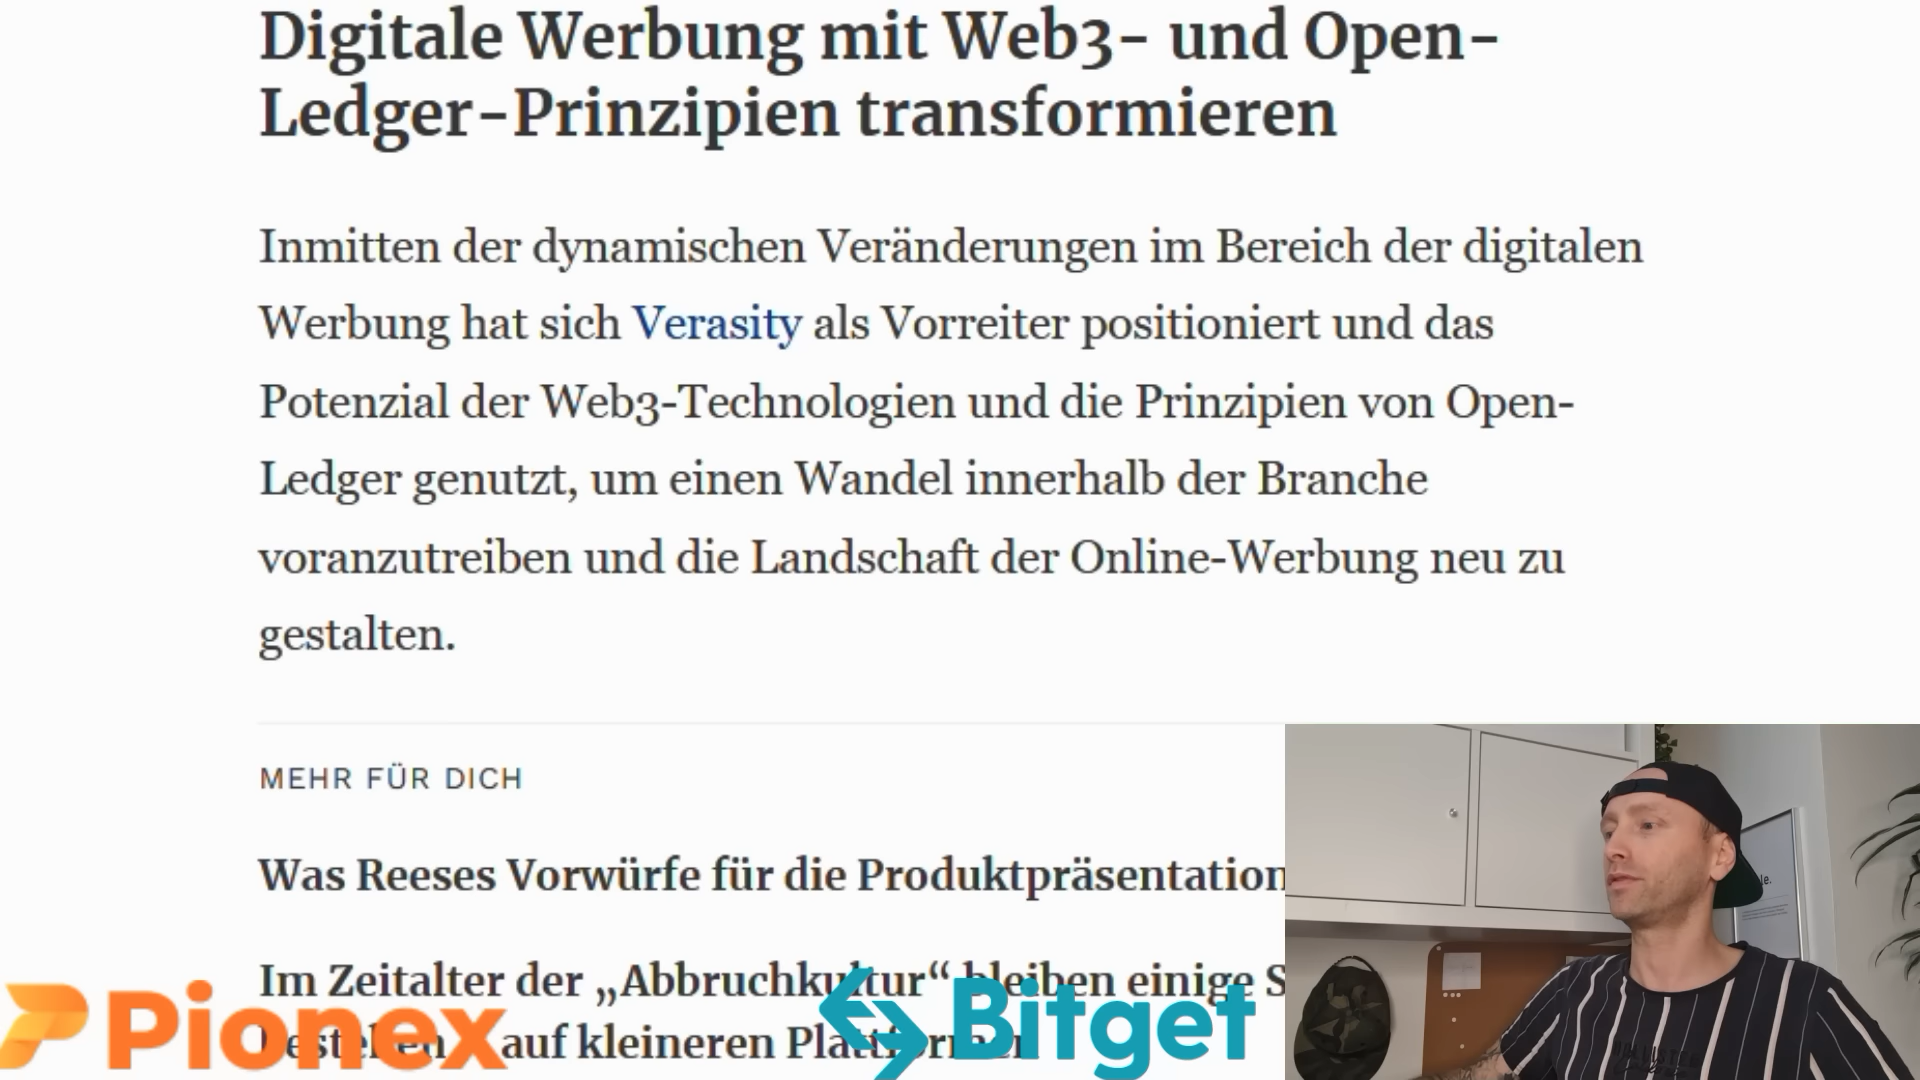 Digitale Werbung mit Web3- und Open-
Ledger-Prinzipien transformieren
Inmitten der dynamischen Veränderungen im Bereich der digitalen
Werbung hat sich Verasity als Vorreiter positioniert und das
Potenzial der Web3-Technologien und die Prinzipien von Open-
Ledger genutzt, um einen Wandel innerhalb der Branche
voranzutreiben und die Landschaft der Online-Werbung neu zu
gestalten.
MEHR FÜR DICH
Was Reeses Vorwürfe für die Produktpräsentation
Im Zeitalter der „Abbruchkultur“ bleiben einige S
auf kleineren
Pionex
Bitget